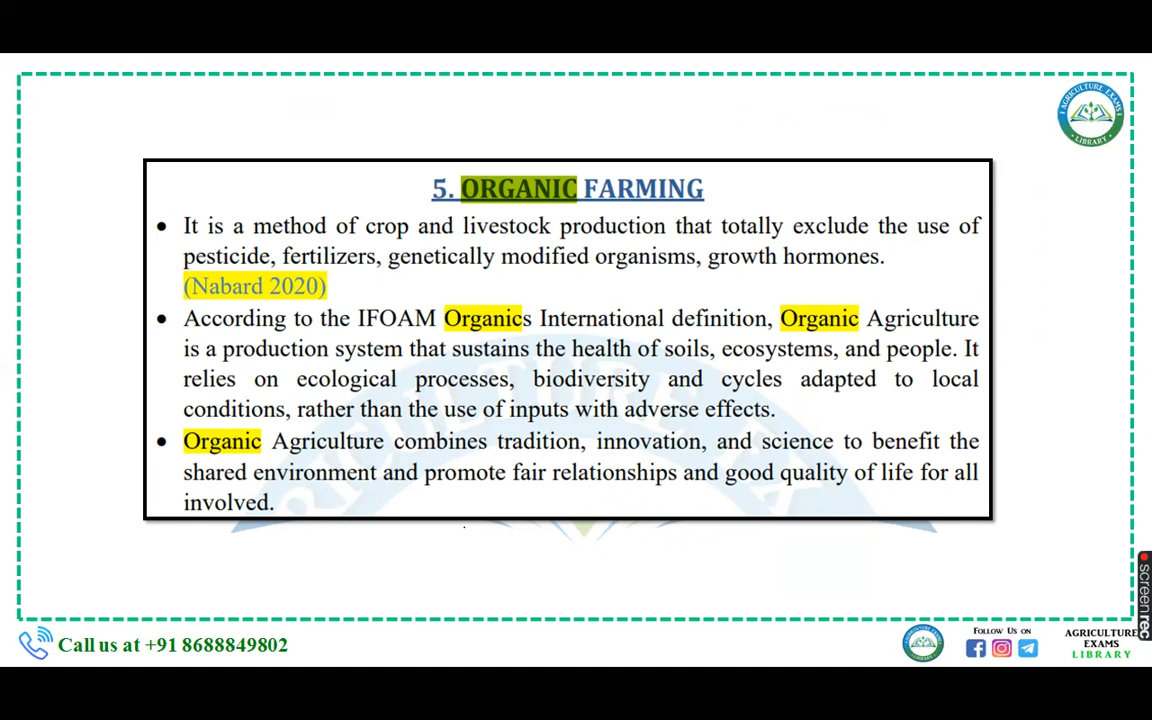 AGRICULTURE EXAMS
LIBRARY
5. ORGANIC FARMING
• It is a method of crop and livestock production that totally exclude the use of
pesticide, fertilizers, genetically modified organisms, growth hormones.
(Nabard 2020)
• According to the IFOAM Organics International definition, Organic Agriculture
is a production system that sustains the health of soils, ecosystems, and people. It
relies on ecological processes, biodiversity and cycles adapted to local
conditions, rather than the use of inputs with adverse effects.
• Organic Agriculture combines tradition, innovation, and science to benefit the
shared environment and promote fair relationships and good quality of life for all
involved.
Call us at +91 8688849802
FOLLOW US ON
AGRICULTURE
EXAMS
LIBRARY
screenrec